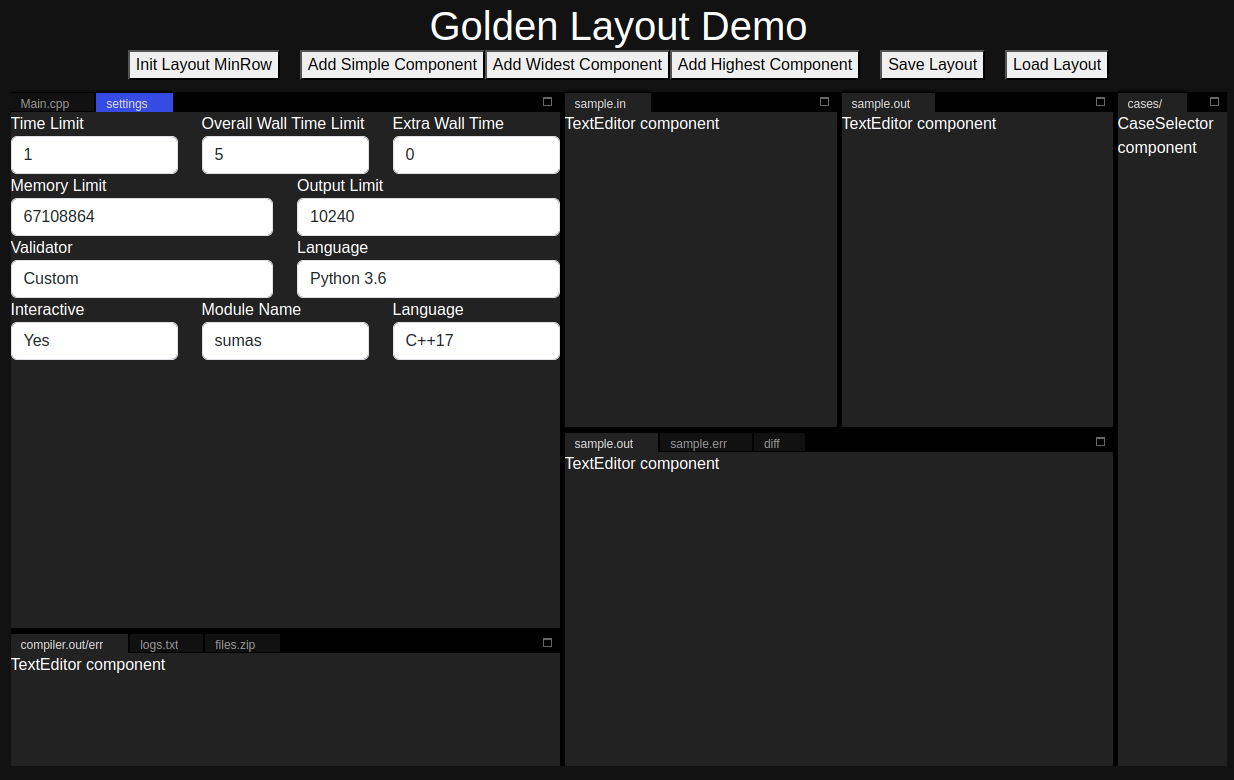 Golden Layout Demo
Init Layout MinRow Add Simple Component Add Widest Component Add Highest Component Save Layout Load Layout
Main.cpp settings
Time Limit Overall Wall Time Limit Extra Wall Time
1 5 0
Memory Limit Output Limit
67108864 10240
Validator Language
Custom Python 3.6
Interactive Module Name Language
Yes sumas C++17
compiler.out/err logs.txt files.zip
TextEditor component
sample.in
TextEditor component
sample.out
TextEditor component
sample.out sample.err diff
TextEditor component
cases/
CaseSelector
component